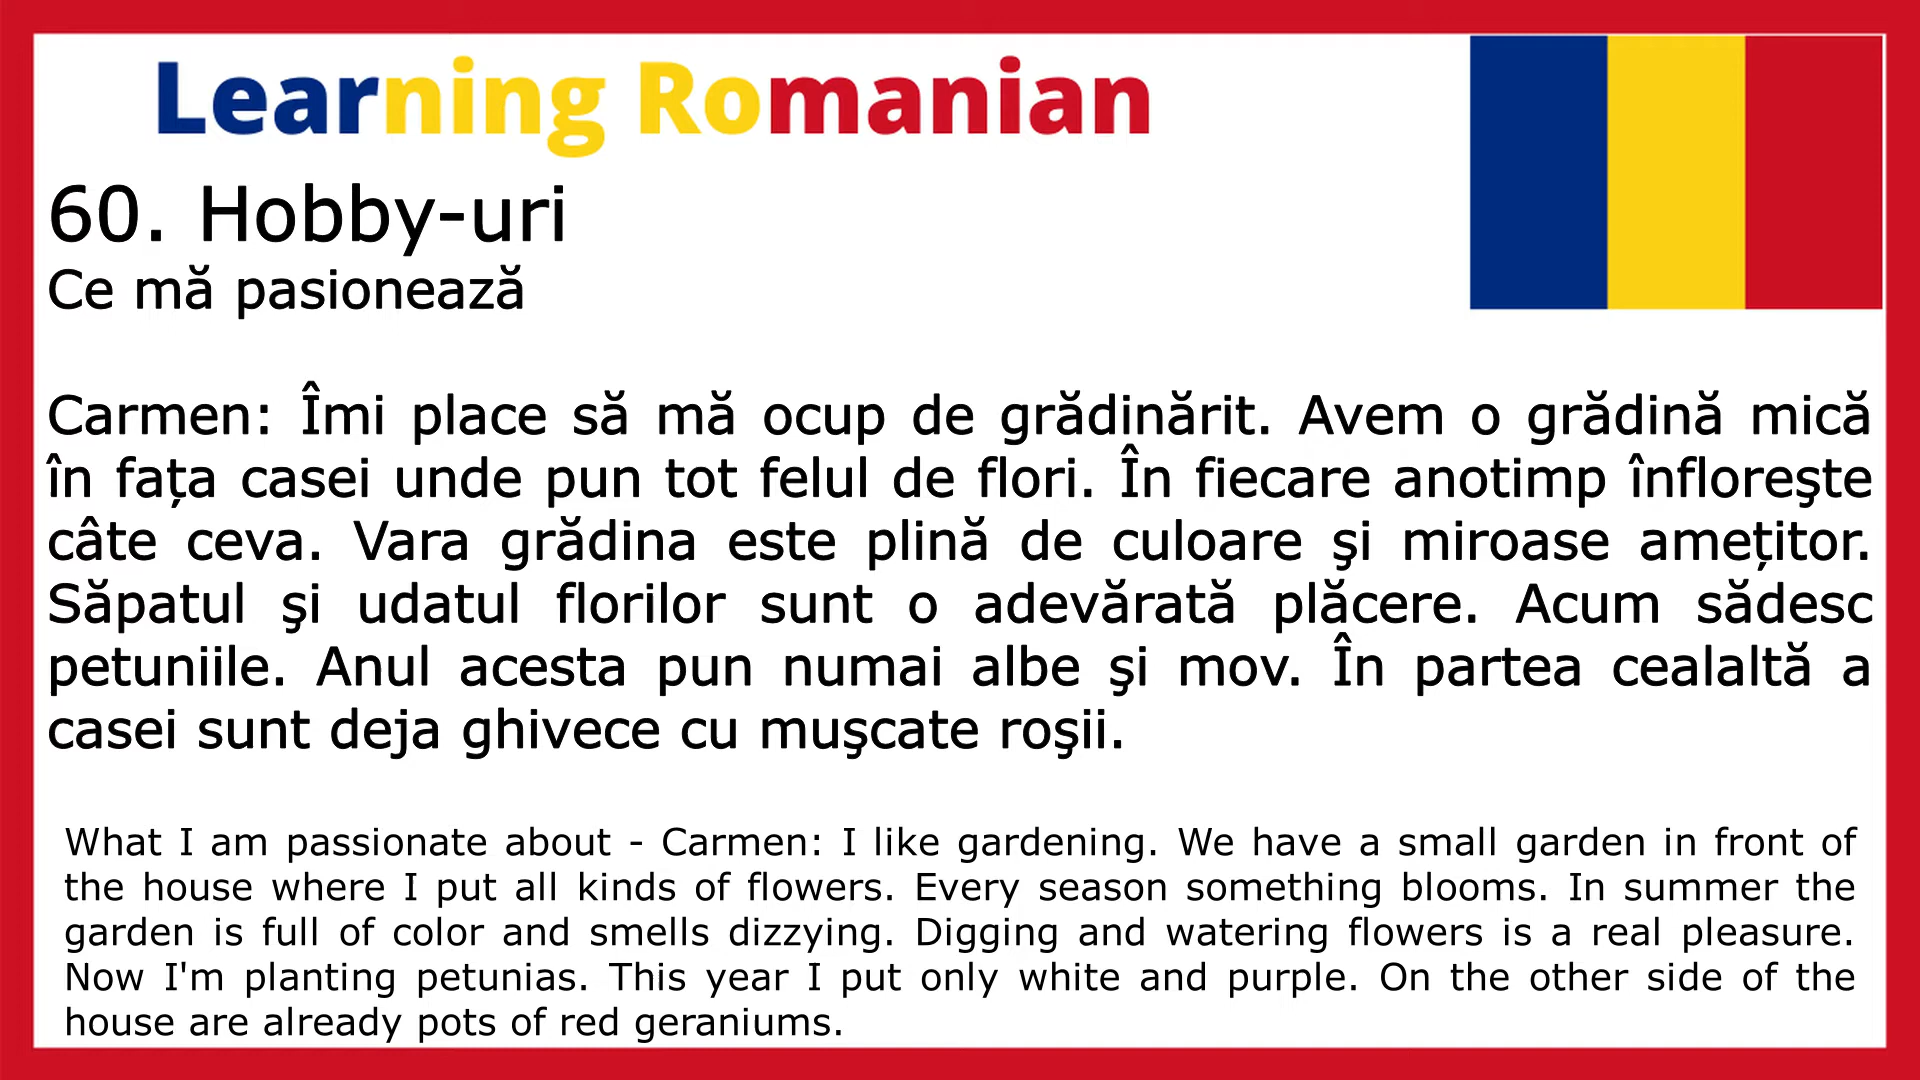 Learning Romanian
60. Hobby-uri
Ce mă pasionează
Carmen: Îmi place să mă ocup de grădinărit. Avem o grădină mică
în fața casei unde pun tot felul de flori. În fiecare anotimp înfloreşte
câte ceva. Vara grădina este plină de culoare şi miroase amețitor.
Săpatul şi udatul florilor sunt o adevărată plăcere. Acum sădesc
petuniile. Anul acesta pun numai albe şi mov. În partea cealaltă a
casei sunt deja ghivece cu muşcate roşii.
What I am passionate about - Carmen: I like gardening. We have a small garden in front of
the house where I put all kinds of flowers. Every season something blooms. In summer the
garden is full of color and smells dizzying. Digging and watering flowers is a real pleasure.
Now I'm planting petunias. This year I put only white and purple. On the other side of the
house are already pots of red geraniums.